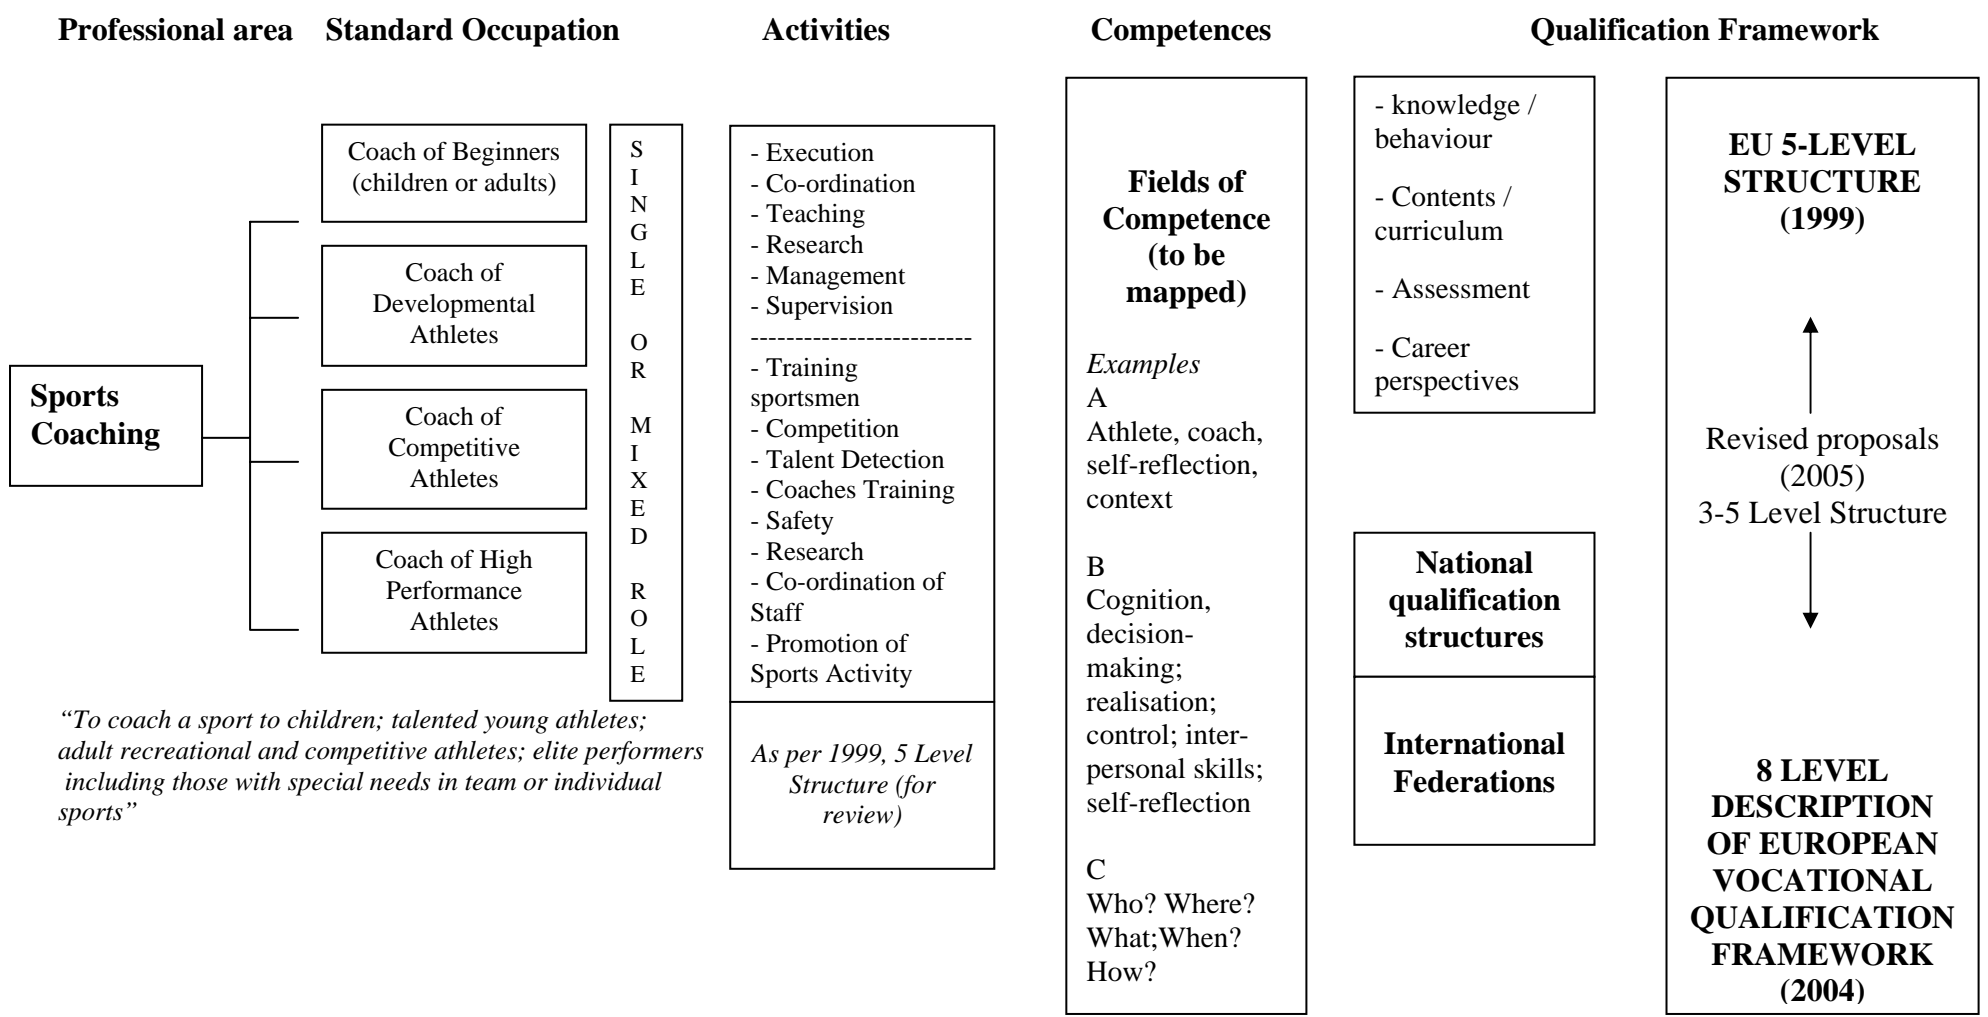 Professional area
Standard Occupation
Activities
Competences
Qualification Framework
Sports
Coaching
Coach of Beginners
(children or adults)
Coach of
Developmental
Athletes
Coach of
Competitive
Athletes
Coach of High
Performance
Athletes
“To coach a sport to children; talented young athletes;
adult recreational and competitive athletes; elite performers
including those with special needs in team or individual
sports”
S
I
N
G
L
E
O
R
M
I
X
E
D
R
O
L
E
- Execution
- Co-ordination
- Teaching
- Research
- Management
- Supervision
-------------------------
- Training
sportsmen
- Competition
- Talent Detection
- Coaches Training
- Safety
- Research
- Co-ordination of
Staff
- Promotion of
Sports Activity
As per 1999, 5 Level
Structure (for
review)
Fields of
Competence
(to be
mapped)
Examples
A
Athlete, coach,
self-reflection,
context
B
Cognition,
decision-
making;
realisation;
control; inter-
personal skills;
self-reflection
C
Who? Where?
What;When?
How?
- knowledge /
behaviour
- Contents /
curriculum
- Assessment
- Career
perspectives
National
qualification
structures
International
Federations
EU 5-LEVEL
STRUCTURE
(1999)
Revised proposals
(2005)
3-5 Level Structure
8 LEVEL
DESCRIPTION
OF EUROPEAN
VOCATIONAL
QUALIFICATION
FRAMEWORK
(2004)